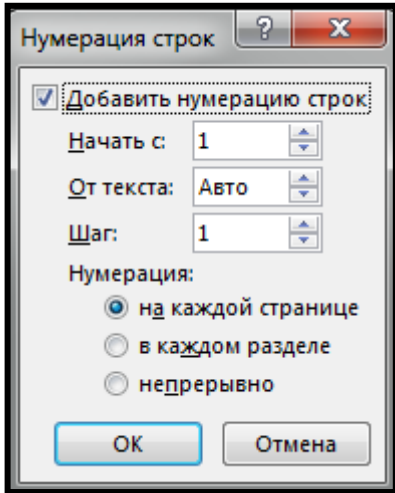 Нумерация строк
Добавить нумерацию строк
Начать с: 1
От текста: Авто
Шаг: 1
Нумерация:
на каждой странице
в каждом разделе
непрерывно
ОК Отмена